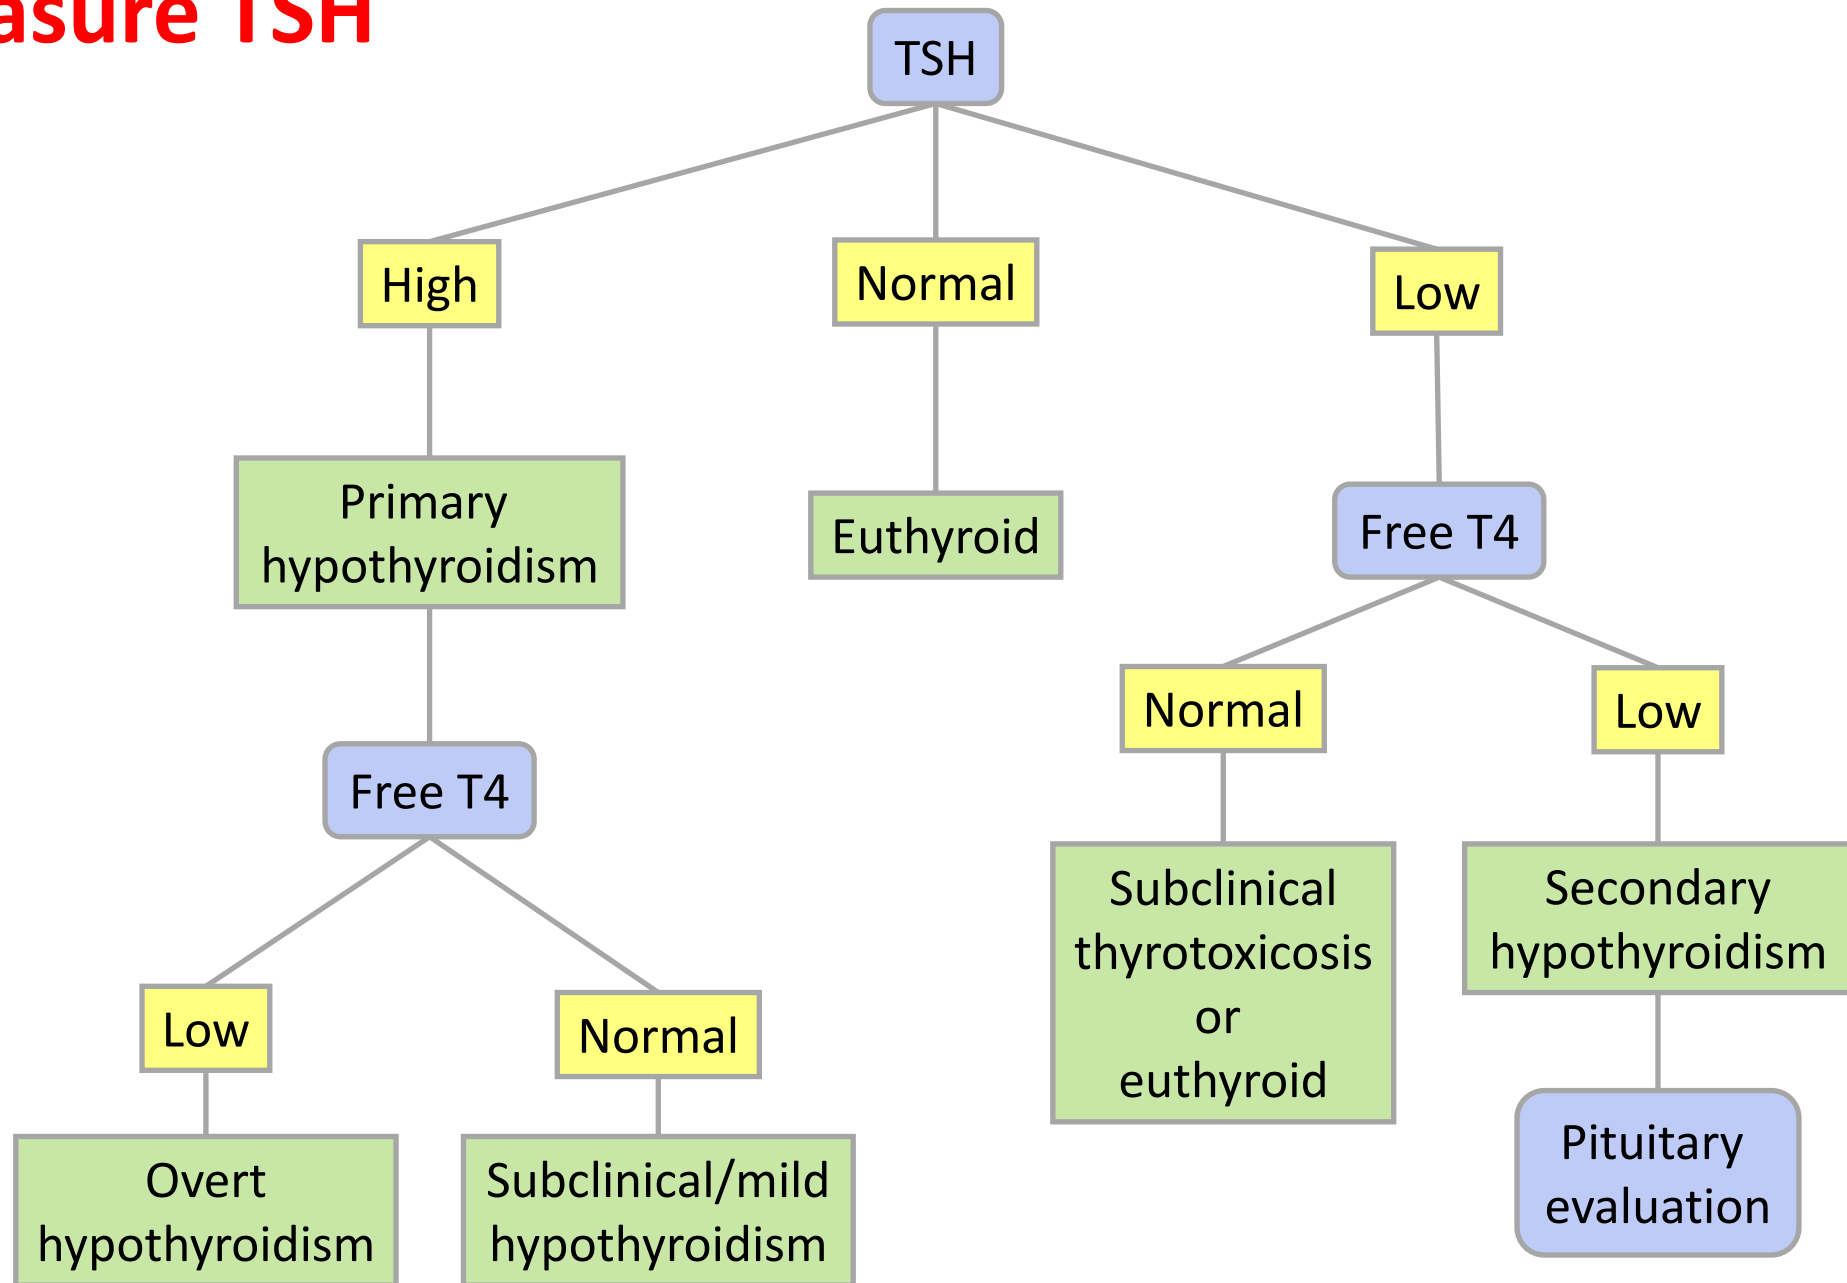 TSH
High
Normal
Low
Primary
hypothyroidism
Euthyroid
Free T4
Normal
Low
Free T4
Subclinical
thyrotoxicosis
or
euthyroid
Secondary
hypothyroidism
Low
Normal
Pituitary
evaluation
Overt
hypothyroidism
Subclinical/mild
hypothyroidism